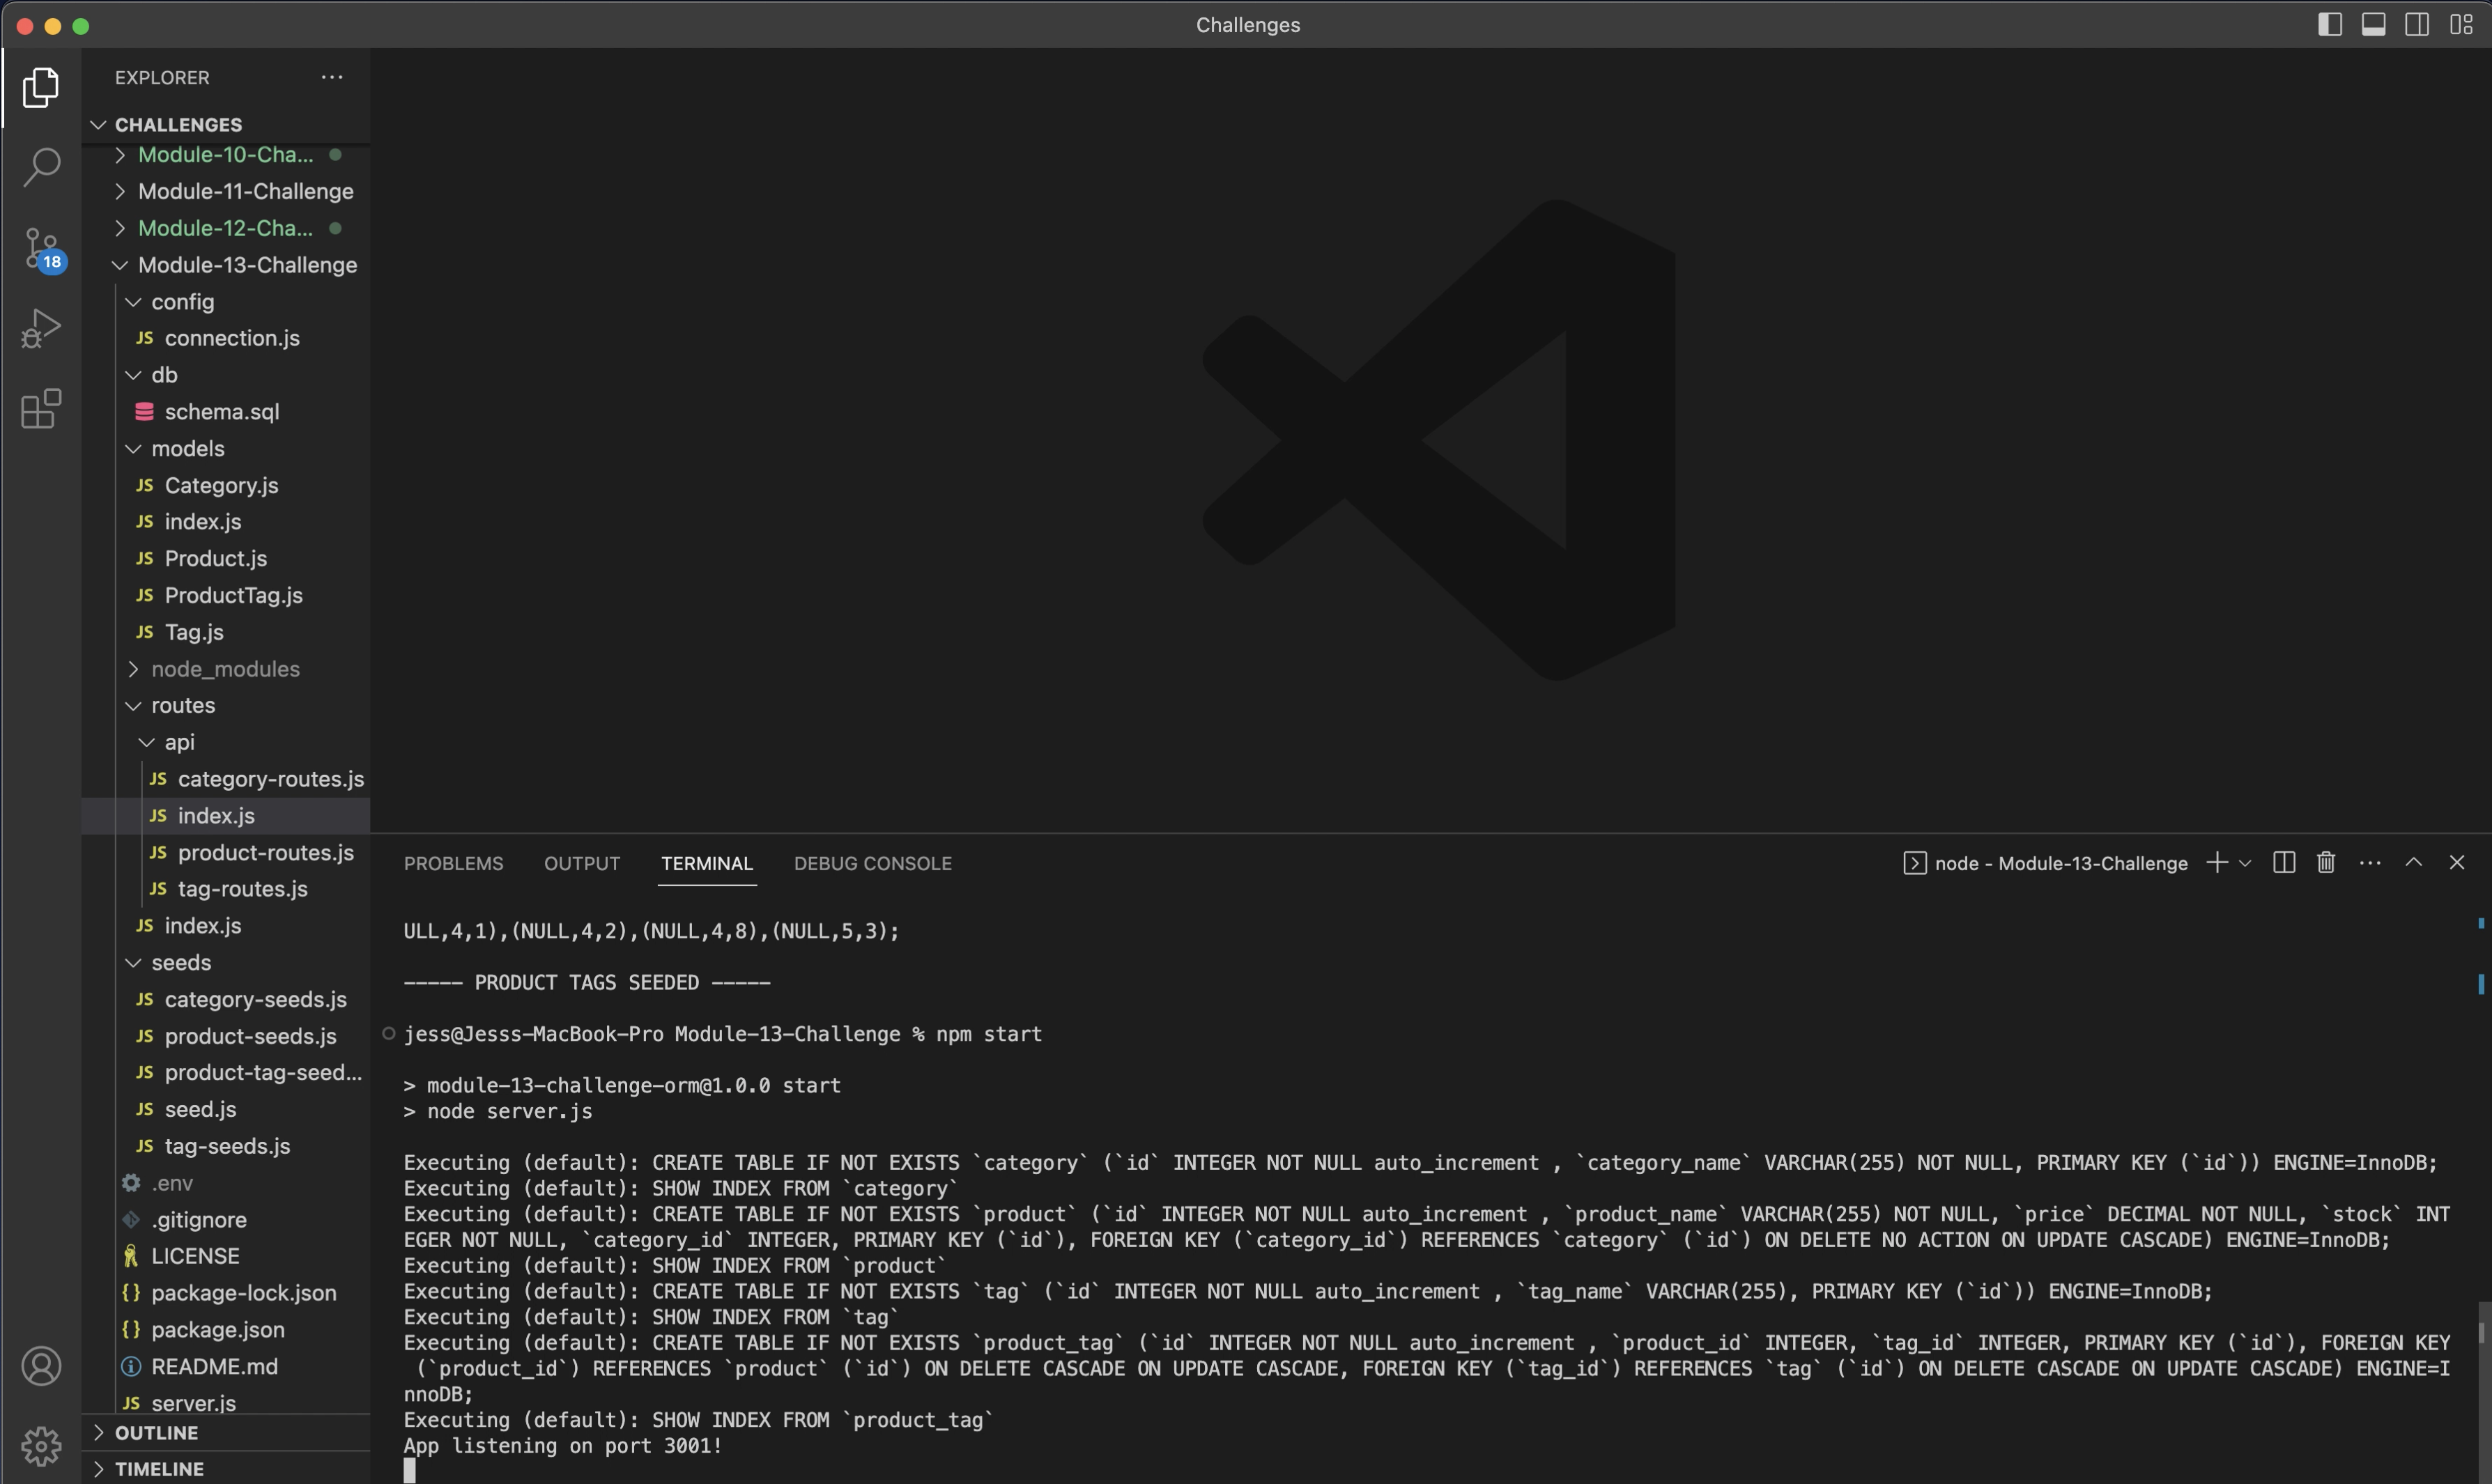 Challenges
EXPLORER
CHALLENGES
Module-10-Cha...
Module-11-Challenge
Module-12-Cha...
18
Module-13-Challenge
config
JS connection.js
db
schema.sql
models
JS Category.js
JS index.js
JS Product.js
JS ProductTag.js
JS Tag.js
node_modules
routes
api
JS category-routes.js
JS index.js
JS product-routes.js
JS tag-routes.js
JS index.js
seeds
JS category-seeds.js
JS product-seeds.js
JS product-tag-seed...
JS seed.js
JS tag-seeds.js
.env
.gitignore
LICENSE
{} package-lock.json
{} package.json
README.md
JS server.js
OUTLINE
TIMELINE
PROBLEMS OUTPUT TERMINAL DEBUG CONSOLE
node - Module-13-Challenge
ULL,4,1),(NULL,4,2),(NULL,4,8),(NULL,5,3);
----- PRODUCT TAGS SEEDED -----
jess@Jesss-MacBook-Pro Module-13-Challenge % npm start
> module-13-challenge-orm@1.0.0 start
> node server.js
Executing (default): CREATE TABLE IF NOT EXISTS `category` (`id` INTEGER NOT NULL auto_increment , `category_name` VARCHAR(255) NOT NULL, PRIMARY KEY (`id`)) ENGINE=InnoDB;
Executing (default): SHOW INDEX FROM `category`
Executing (default): CREATE TABLE IF NOT EXISTS `product` (`id` INTEGER NOT NULL auto_increment , `product_name` VARCHAR(255) NOT NULL, `price` DECIMAL NOT NULL, `stock` INT
EGER NOT NULL, `category_id` INTEGER, PRIMARY KEY (`id`), FOREIGN KEY (`category_id`) REFERENCES `category` (`id`) ON DELETE NO ACTION ON UPDATE CASCADE) ENGINE=InnoDB;
Executing (default): SHOW INDEX FROM `product`
Executing (default): CREATE TABLE IF NOT EXISTS `tag` (`id` INTEGER NOT NULL auto_increment , `tag_name` VARCHAR(255), PRIMARY KEY (`id`)) ENGINE=InnoDB;
Executing (default): SHOW INDEX FROM `tag`
Executing (default): CREATE TABLE IF NOT EXISTS `product_tag` (`id` INTEGER NOT NULL auto_increment , `product_id` INTEGER, `tag_id` INTEGER, PRIMARY KEY (`id`), FOREIGN KEY
(`product_id`) REFERENCES `product` (`id`) ON DELETE CASCADE ON UPDATE CASCADE, FOREIGN KEY (`tag_id`) REFERENCES `tag` (`id`) ON DELETE CASCADE ON UPDATE CASCADE) ENGINE=I
nnoDB;
Executing (default): SHOW INDEX FROM `product_tag`
App listening on port 3001!